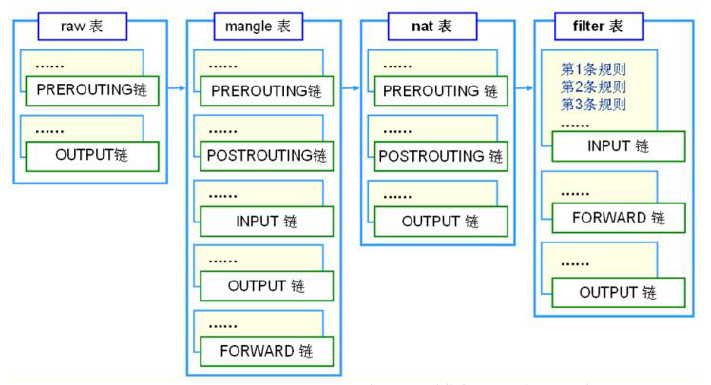 raw 表
......
PREROUTING链
......
OUTPUT链
mangle 表
......
PREROUTING链
......
POSTROUTING链
......
INPUT 链
......
OUTPUT 链
......
FORWARD 链
nat 表
......
PREROUTING 链
......
POSTROUTING 链
......
OUTPUT 链
filter 表
第1条规则
第2条规则
第3条规则
......
INPUT 链
......
FORWARD 链
......
OUTPUT 链